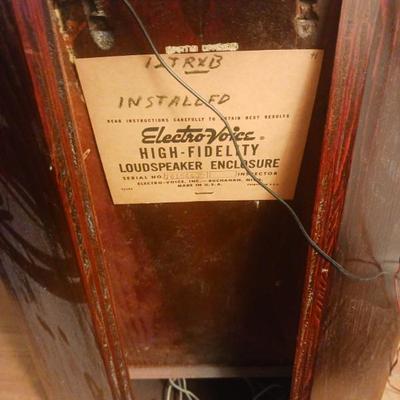 12TRXB
INSTALLED
READ INSTRUCTIONS CAREFULLY TO OBTAIN BEST RESULTS
Electro-Voice®
HIGH-FIDELITY
LOUDSPEAKER ENCLOSURE
SERIAL NO. INSPECTOR
ELECTRO-VOICE, INC.—BUCHANAN, MICH.
MADE IN U.S.A.